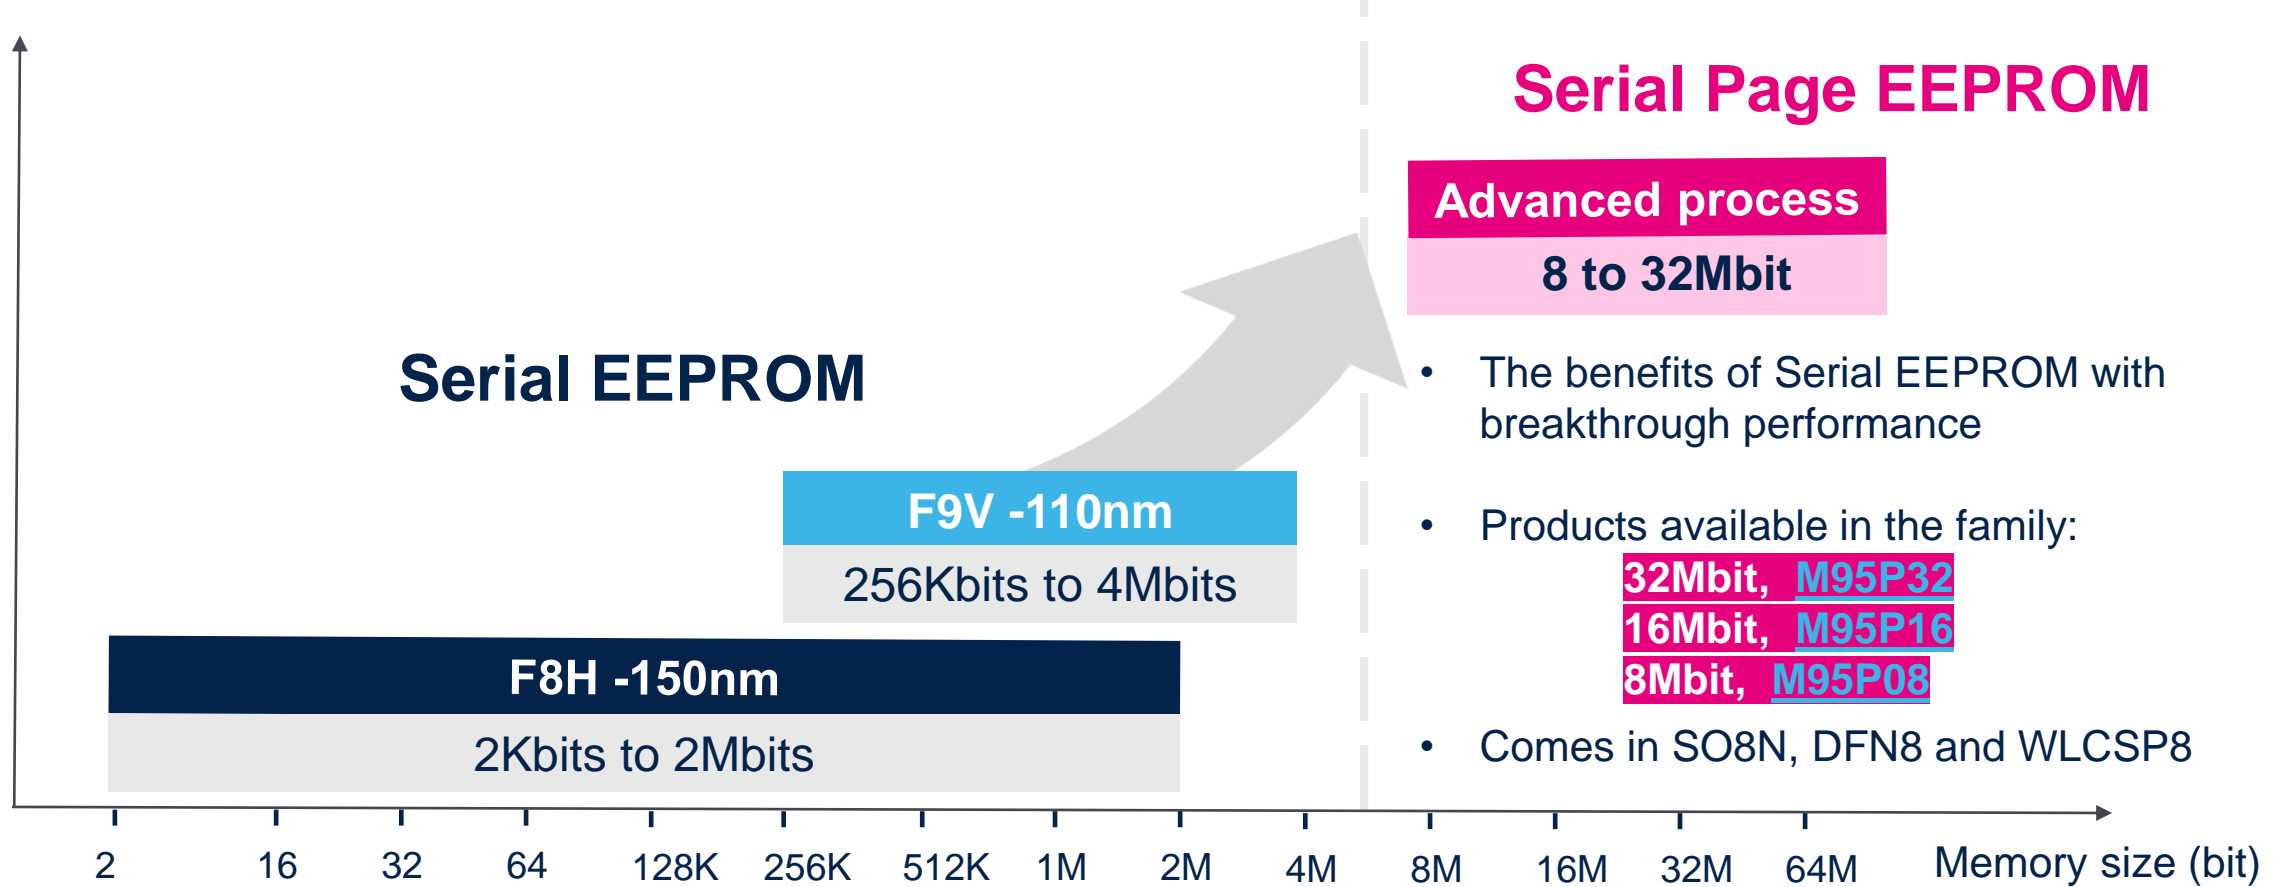 Serial Page EEPROM
Advanced process
8 to 32Mbit
Serial EEPROM
• The benefits of Serial EEPROM with
breakthrough performance
F9V -110nm
256Kbits to 4Mbits
• Products available in the family:
32Mbit, M95P32
16Mbit, M95P16
8Mbit, M95P08
F8H -150nm
2Kbits to 2Mbits
• Comes in SO8N, DFN8 and WLCSP8
2 16 32 64 128K 256K 512K 1M 2M 4M 8M 16M 32M 64M Memory size (bit)